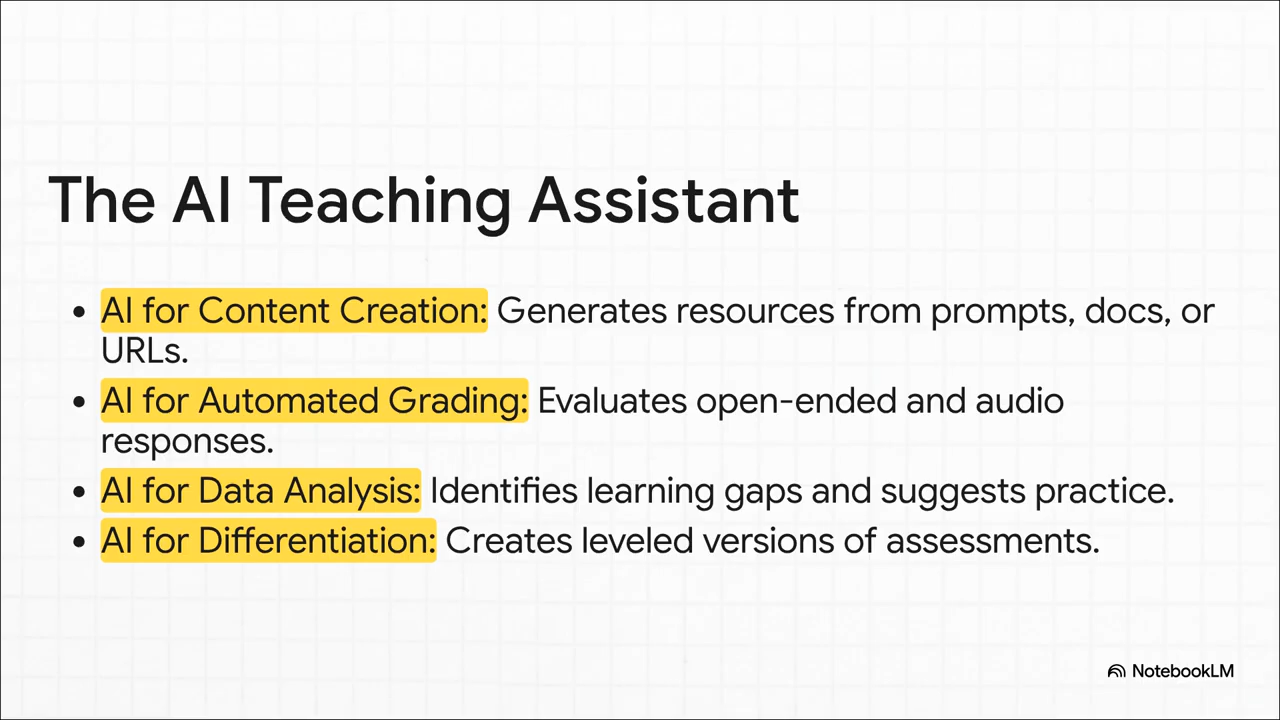 The AI Teaching Assistant
• AI for Content Creation: Generates resources from prompts, docs, or
URLs.
• AI for Automated Grading: Evaluates open-ended and audio
responses.
• AI for Data Analysis: Identifies learning gaps and suggests practice.
• AI for Differentiation: Creates leveled versions of assessments.
NotebookLM